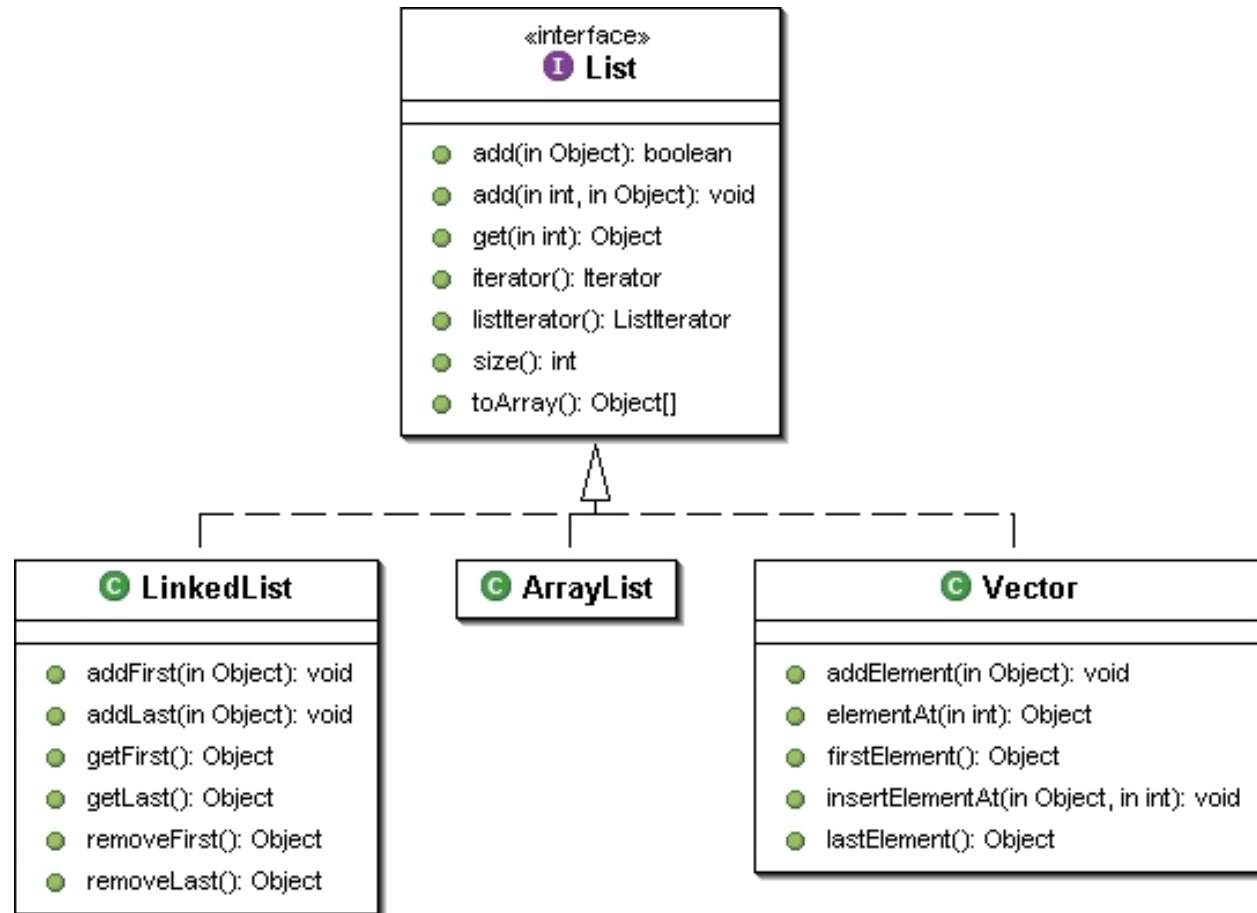 «interface»
I List
add(in Object): boolean
add(in int, in Object): void
get(in int): Object
iterator(): Iterator
listIterator(): ListIterator
size(): int
toArray(): Object[]
C LinkedList
addFirst(in Object): void
addLast(in Object): void
getFirst(): Object
getLast(): Object
removeFirst(): Object
removeLast(): Object
C ArrayList
C Vector
addElement(in Object): void
elementAt(in int): Object
firstElement(): Object
insertElementAt(in Object, in int): void
lastElement(): Object